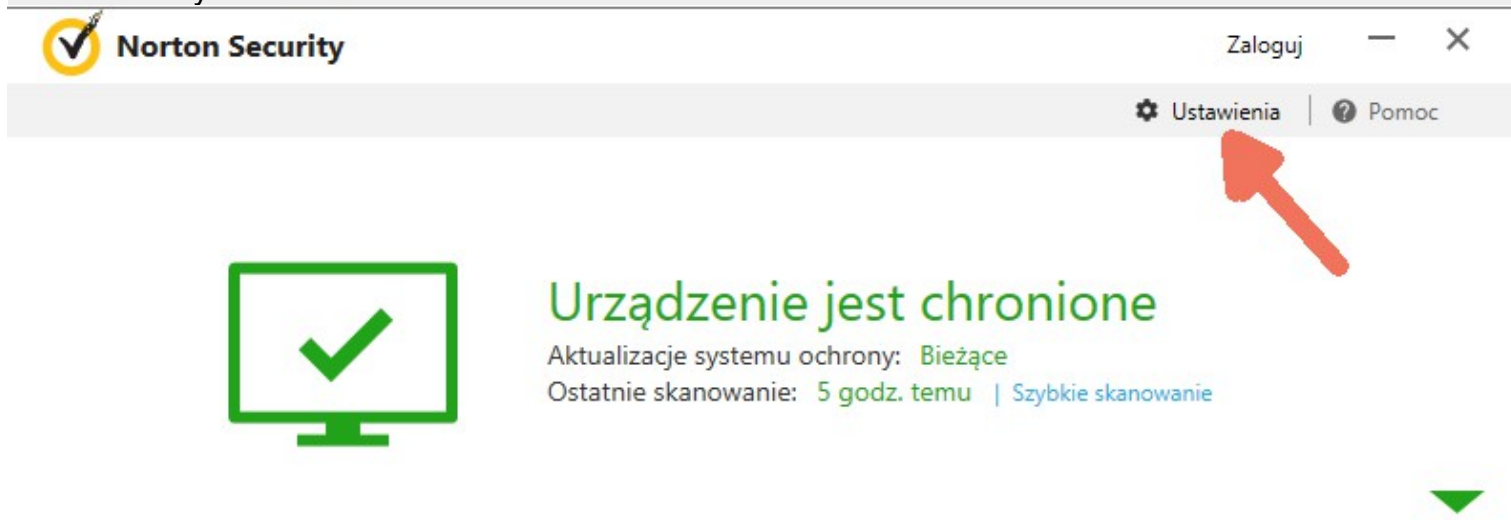 Norton Security
Zaloguj
Ustawienia | Pomoc
Urządzenie jest chronione
Aktualizacje systemu ochrony: Bieżące
Ostatnie skanowanie: 5 godz. temu | Szybkie skanowanie